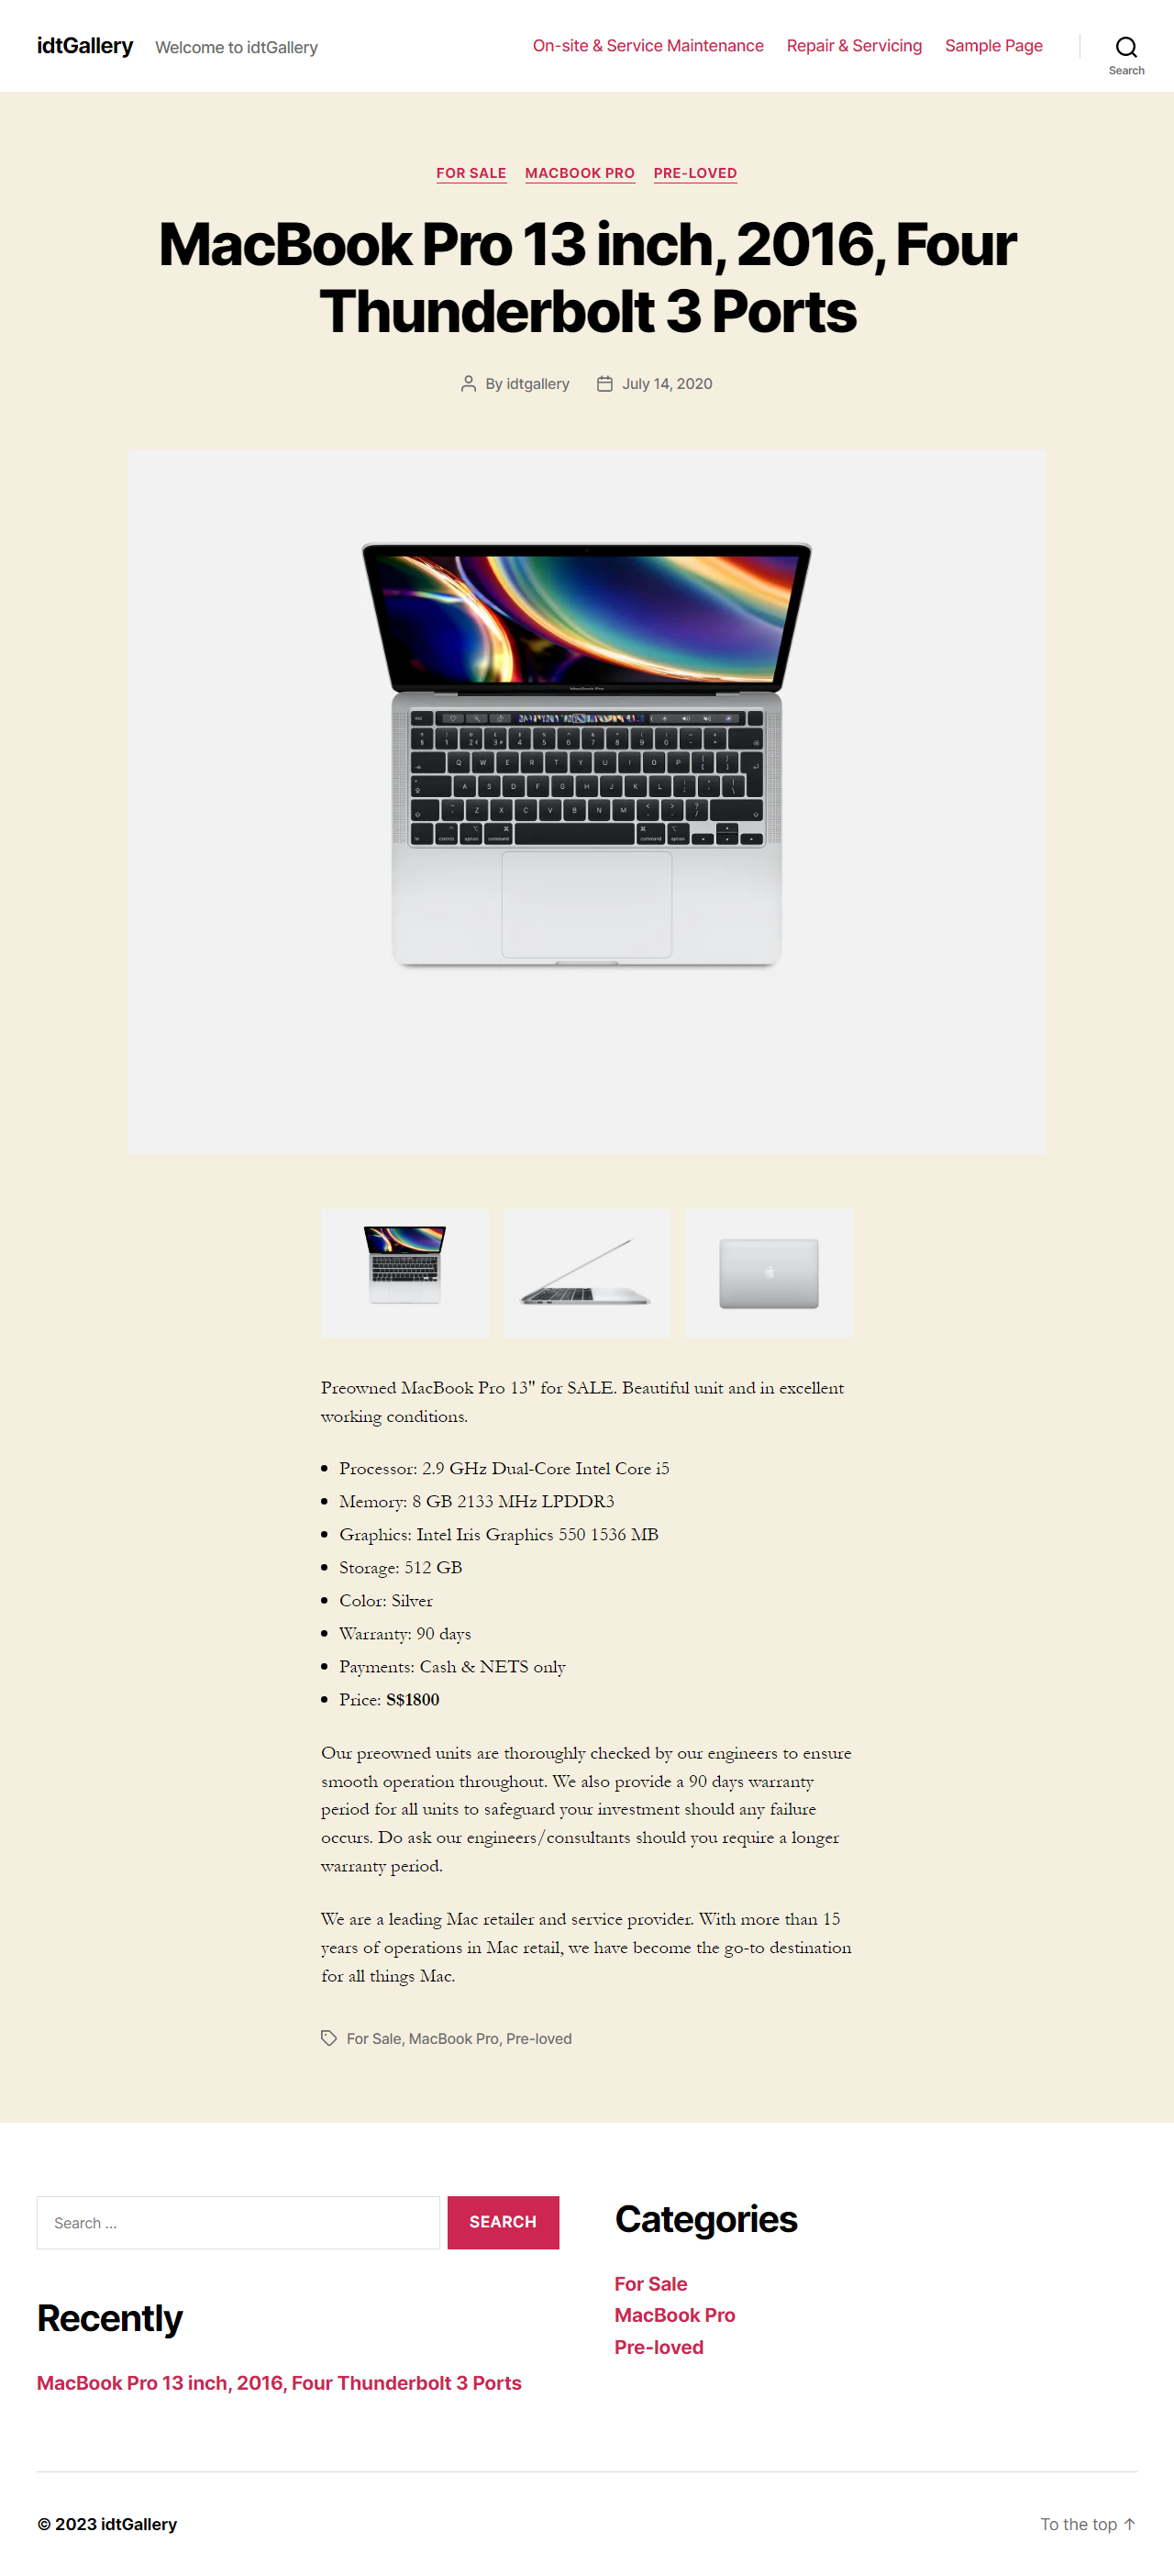 idtGallery
Welcome to idtGallery
On-site & Service Maintenance
Repair & Servicing
Sample Page
Search
FOR SALE
MACBOOK PRO
PRE-LOVED
MacBook Pro 13 inch, 2016, Four
Thunderbolt 3 Ports
By idtgallery
July 14, 2020
MacBook Pro
Preowned MacBook Pro 13" for SALE. Beautiful unit and in excellent
working conditions.
Processor: 2.9 GHz Dual-Core Intel Core i5
Memory: 8 GB 2133 MHz LPDDR3
Graphics: Intel Iris Graphics 550 1536 MB
Storage: 512 GB
Color: Silver
Warranty: 90 days
Payments: Cash & NETS only
Price: S$1800
Our preowned units are thoroughly checked by our engineers to ensure
smooth operation throughout. We also provide a 90 days warranty
period for all units to safeguard your investment should any failure
occurs. Do ask our engineers/consultants should you require a longer
warranty period.
We are a leading Mac retailer and service provider. With more than 15
years of operations in Mac retail, we have become the go-to destination
for all things Mac.
For Sale, MacBook Pro, Pre-loved
Search …
SEARCH
Recently
MacBook Pro 13 inch, 2016, Four Thunderbolt 3 Ports
Categories
For Sale
MacBook Pro
Pre-loved
© 2023 idtGallery
To the top ↑